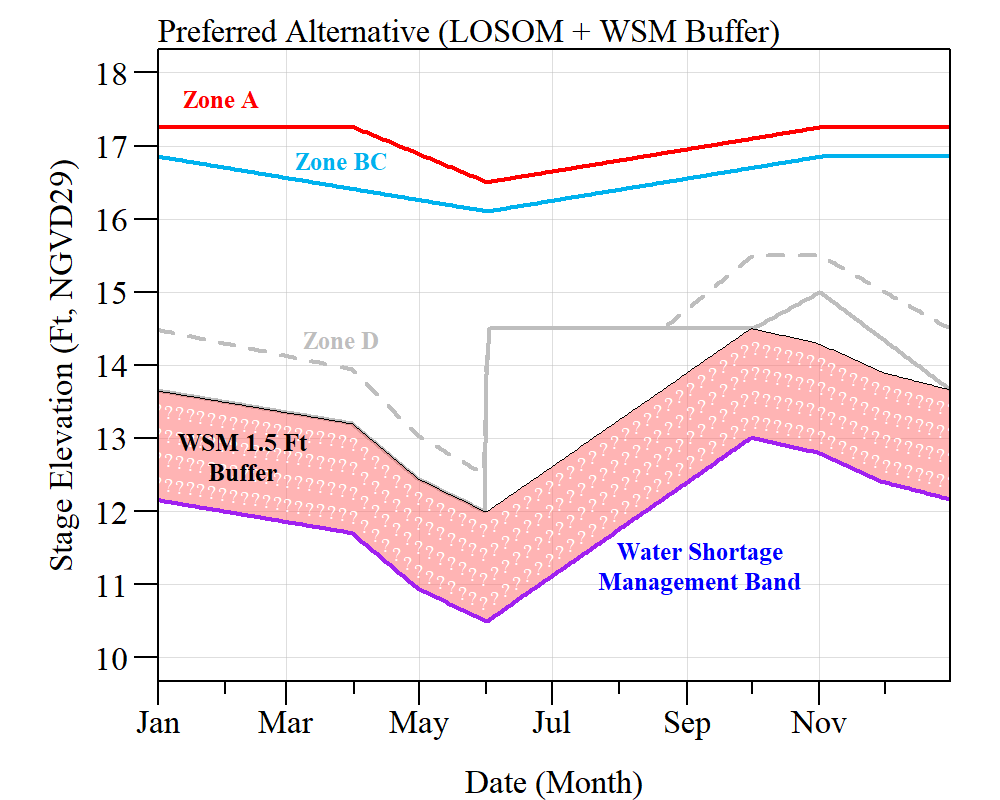 Preferred Alternative (LOSOM + WSM Buffer)
18
Zone A
17
Zone BC
16
15
Zone D
14
13
WSM 1.5 Ft
Buffer
12
Water Shortage
Management Band
11
10
Stage Elevation (Ft, NGVD29)
Jan Mar May Jul Sep Nov
Date (Month)